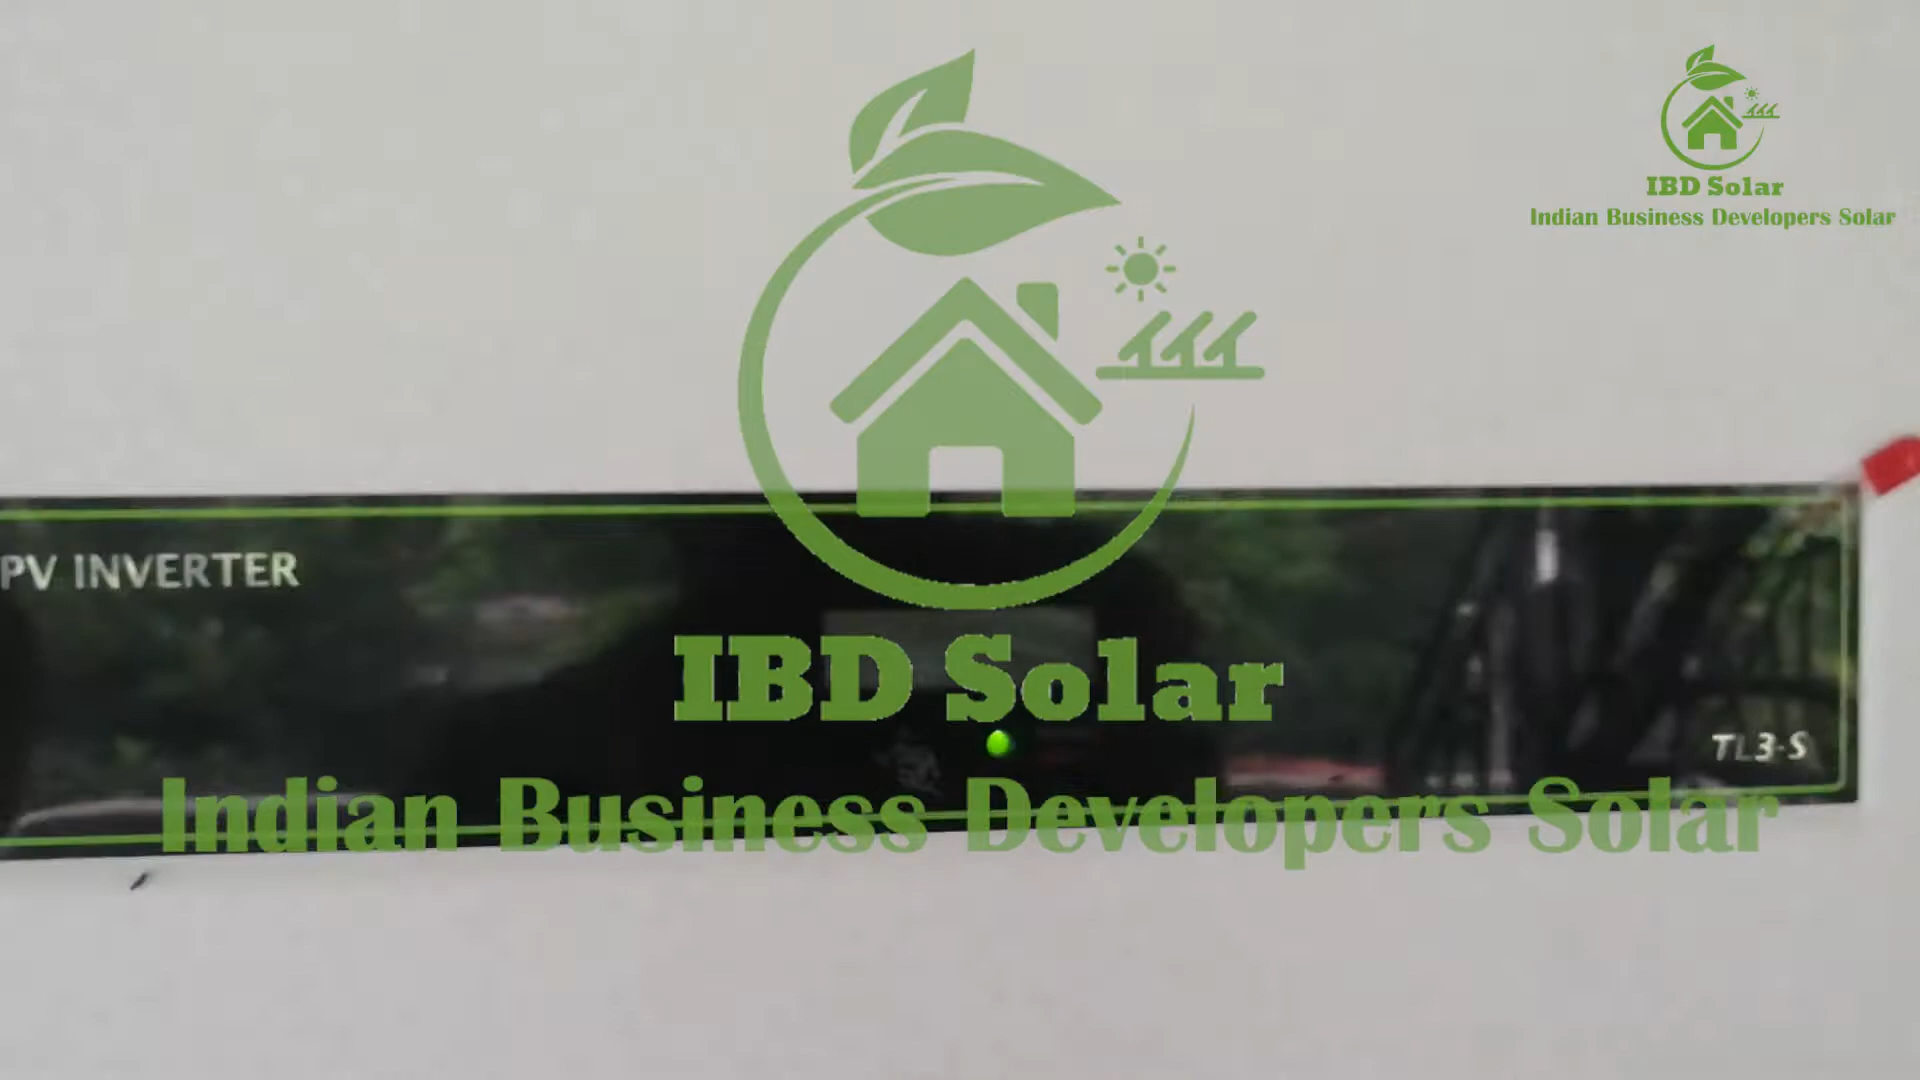 IBD Solar
Indian Business Developers Solar
PV INVERTER
IBD Solar
TL3-S
Indian Business Developers Solar